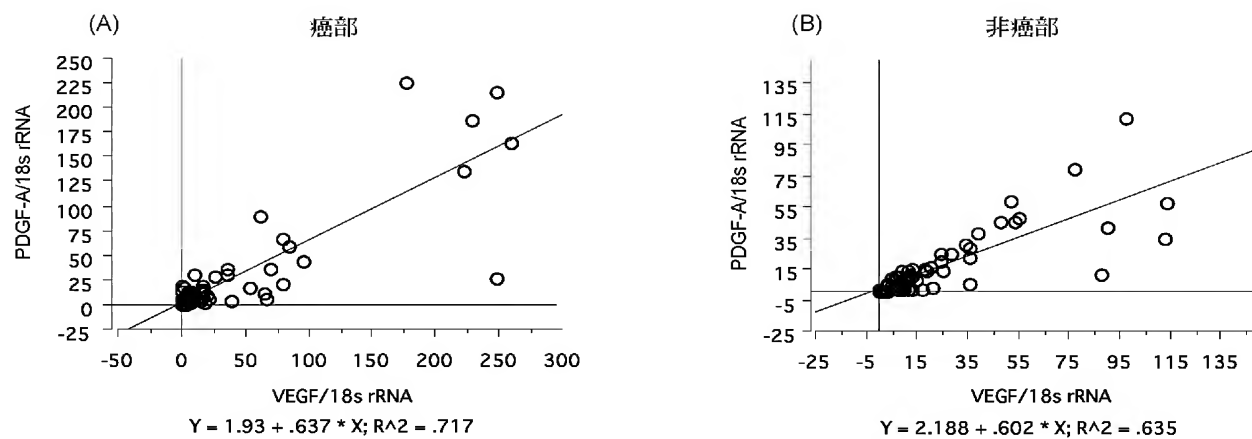 (A) 癌部
250
225
200
175
150
125
100
75
50
25
0
-25
PDGF-A/18s rRNA
-50 0 50 100 150 200 250 300
VEGF/18s rRNA
Y = 1.93 + .637 * X; R^2 = .717
(B) 非癌部
135
115
95
75
55
35
15
-5
-25
PDGF-A/18s rRNA
-25 -5 15 35 55 75 95 115 135
VEGF/18s rRNA
Y = 2.188 + .602 * X; R^2 = .635